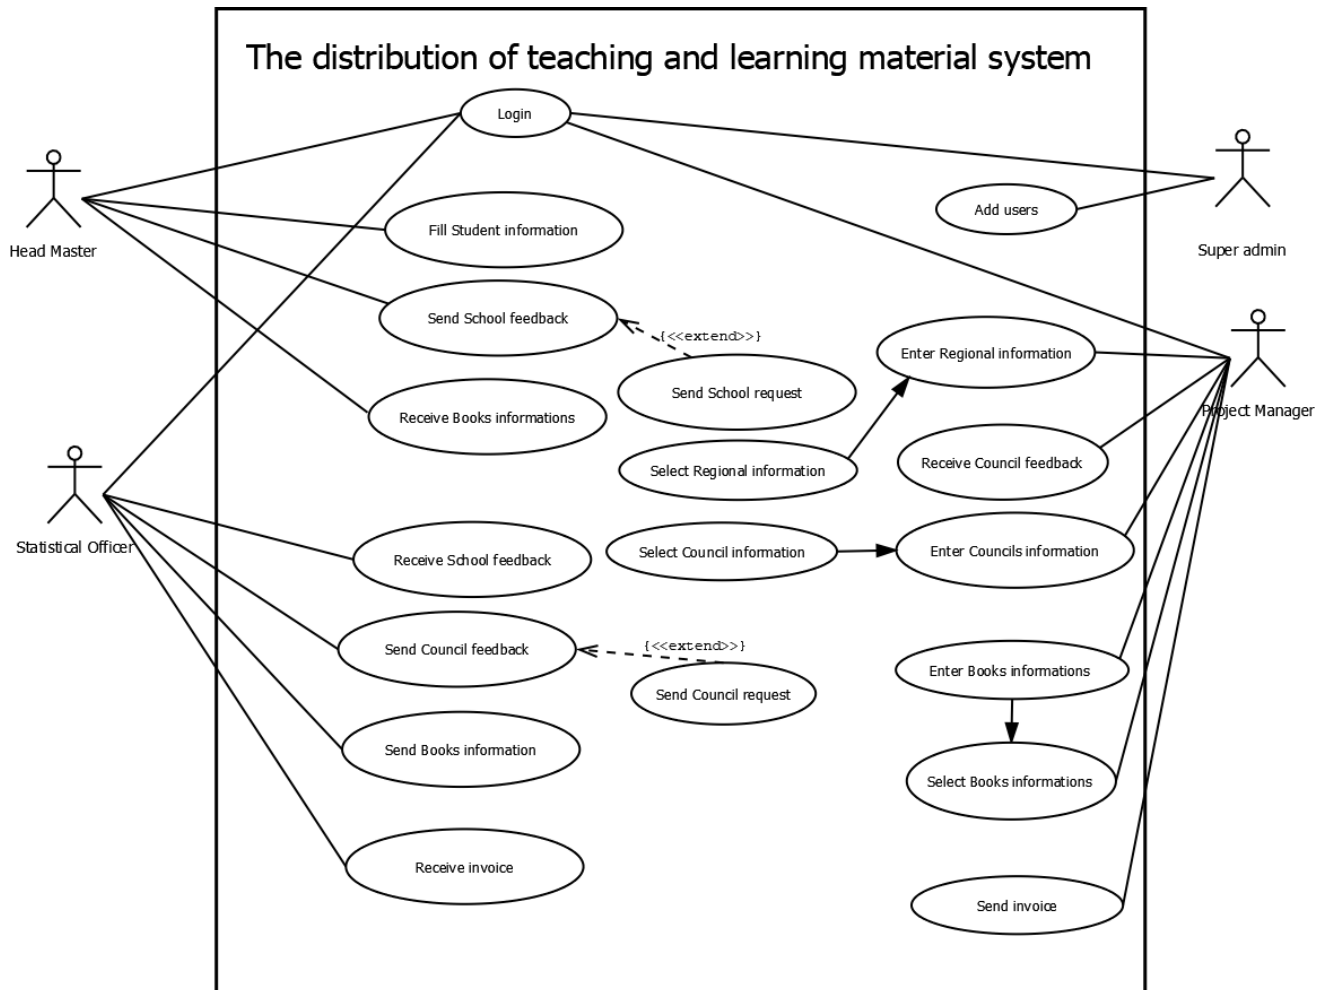 The distribution of teaching and learning material system
Login
Head Master
Add users
Super admin
Fill Student information
Send School feedback
{<<extend>>}
Send School request
Enter Regional information
Project Manager
Receive Books informations
Select Regional information
Receive Council feedback
Statistical Officer
Receive School feedback
Select Council information
Enter Councils information
Send Council feedback
{<<extend>>}
Send Council request
Enter Books informations
Send Books information
Select Books informations
Receive invoice
Send invoice